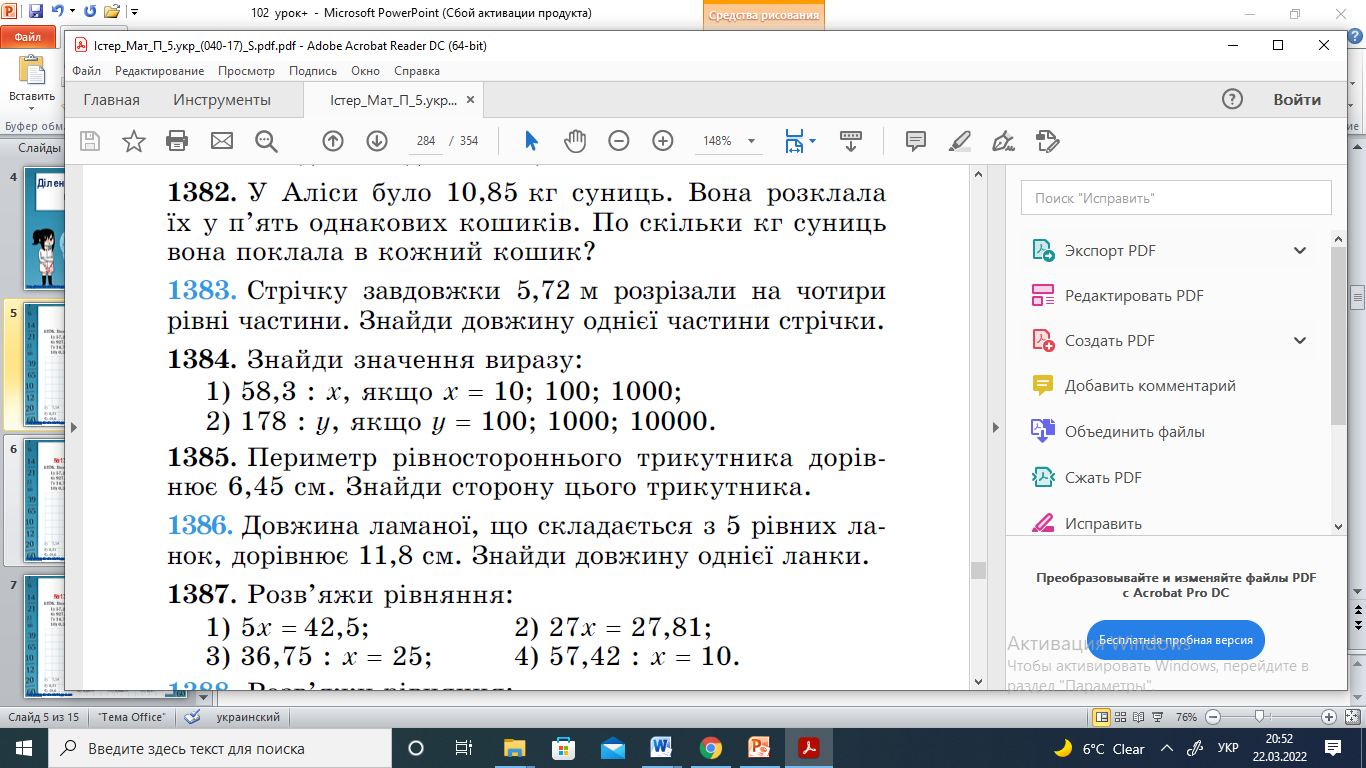 102 урок+ - Microsoft PowerPoint (Сбой активации продукта)
Средства рисования
Файл
Вставить
Буфер обм
Слайды
Істер_Мат_П_5.укр_(040-17)_S.pdf.pdf - Adobe Acrobat Reader DC (64-bit)
Файл Редактирование Просмотр Подпись Окно Справка
Главная Инструменты Істер_Мат_П_5.укр... × Войти
284 / 354 148%
1382. У Аліси було 10,85 кг суниць. Вона розклала
їх у п’ять однакових кошиків. По скільки кг суниць
вона поклала в кожний кошик?
1383. Стрічку завдовжки 5,72 м розрізали на чотири
рівні частини. Знайди довжину однієї частини стрічки.
1384. Знайди значення виразу:
1) 58,3 : x, якщо x = 10; 100; 1000;
2) 178 : y, якщо y = 100; 1000; 10000.
1385. Периметр рівностороннього трикутника дорів-
нює 6,45 см. Знайди сторону цього трикутника.
1386. Довжина ламаної, що складається з 5 рівних ла-
нок, дорівнює 11,8 см. Знайди довжину однієї ланки.
1387. Розв’яжи рівняння:
1) 5x = 42,5; 2) 27x = 27,81;
3) 36,75 : x = 25; 4) 57,42 : x = 10.
1388. Розв’яжи рівняння:
Поиск "Исправить"
Экспорт PDF
Редактировать PDF
Создать PDF
Добавить комментарий
Объединить файлы
Сжать PDF
Исправить
Преобразовывайте и изменяйте файлы PDF
с Acrobat Pro DC
Бесплатная пробная версия
Активация Windows
Чтобы активировать Windows, перейдите в
раздел "Параметры".
4
5
6
7
Слайд 5 из 15 "Тема Office" украинский 76%
Введите здесь текст для поиска
6°C Clear УКР 20:52
22.03.2022